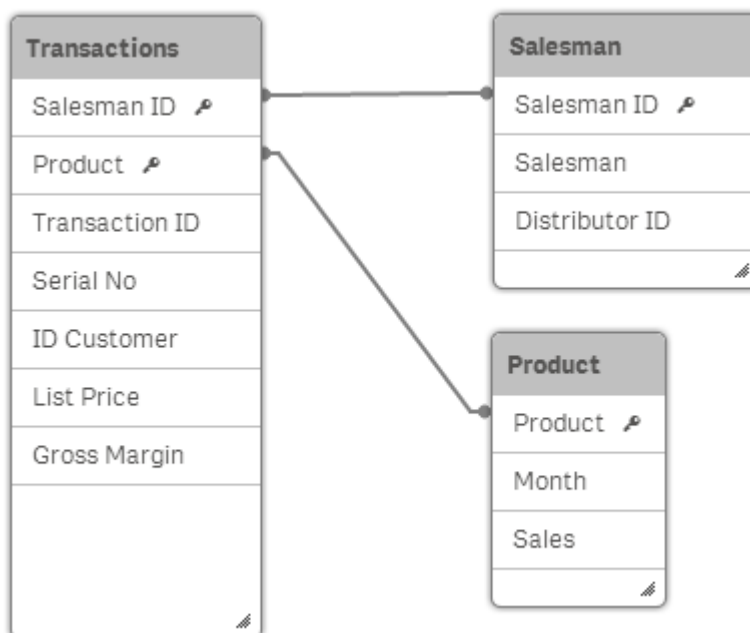 Transactions
Salesman ID
Product
Transaction ID
Serial No
ID Customer
List Price
Gross Margin
Salesman
Salesman ID
Salesman
Distributor ID
Product
Product
Month
Sales